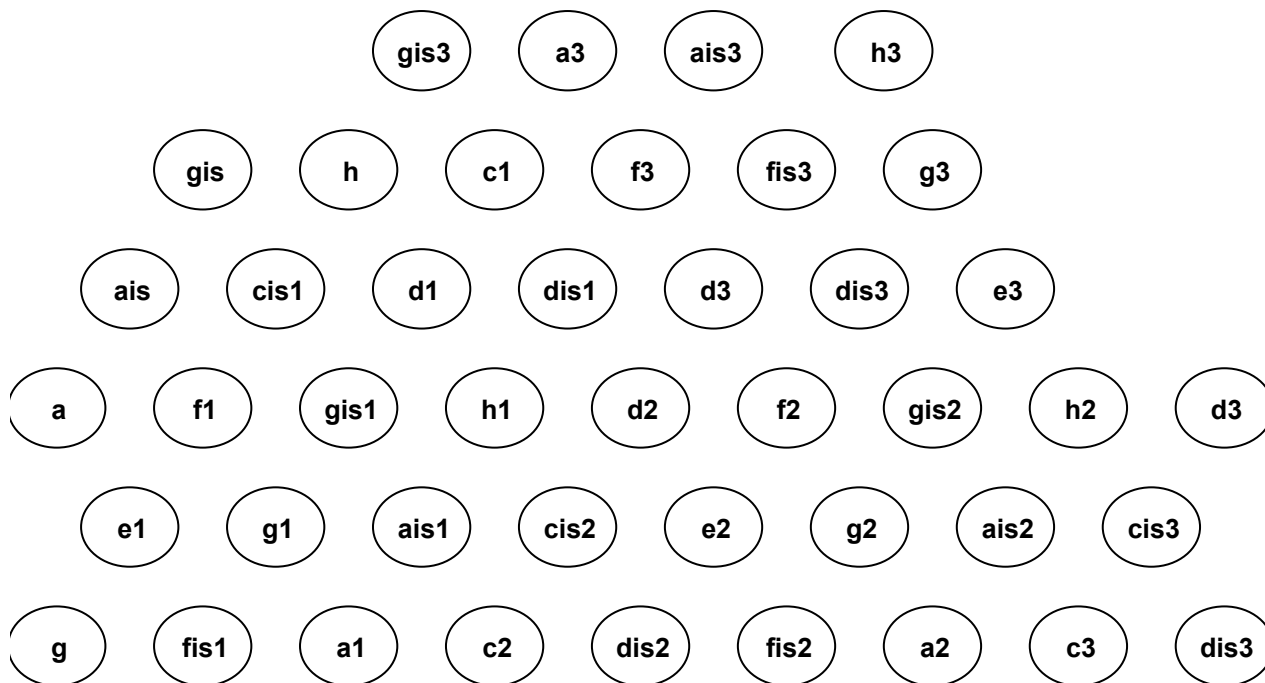 gis3 a3 ais3 h3
gis h c1 f3 fis3 g3
ais cis1 d1 dis1 d3 dis3 e3
a f1 gis1 h1 d2 f2 gis2 h2 d3
e1 g1 ais1 cis2 e2 g2 ais2 cis3
g fis1 a1 c2 dis2 fis2 a2 c3 dis3